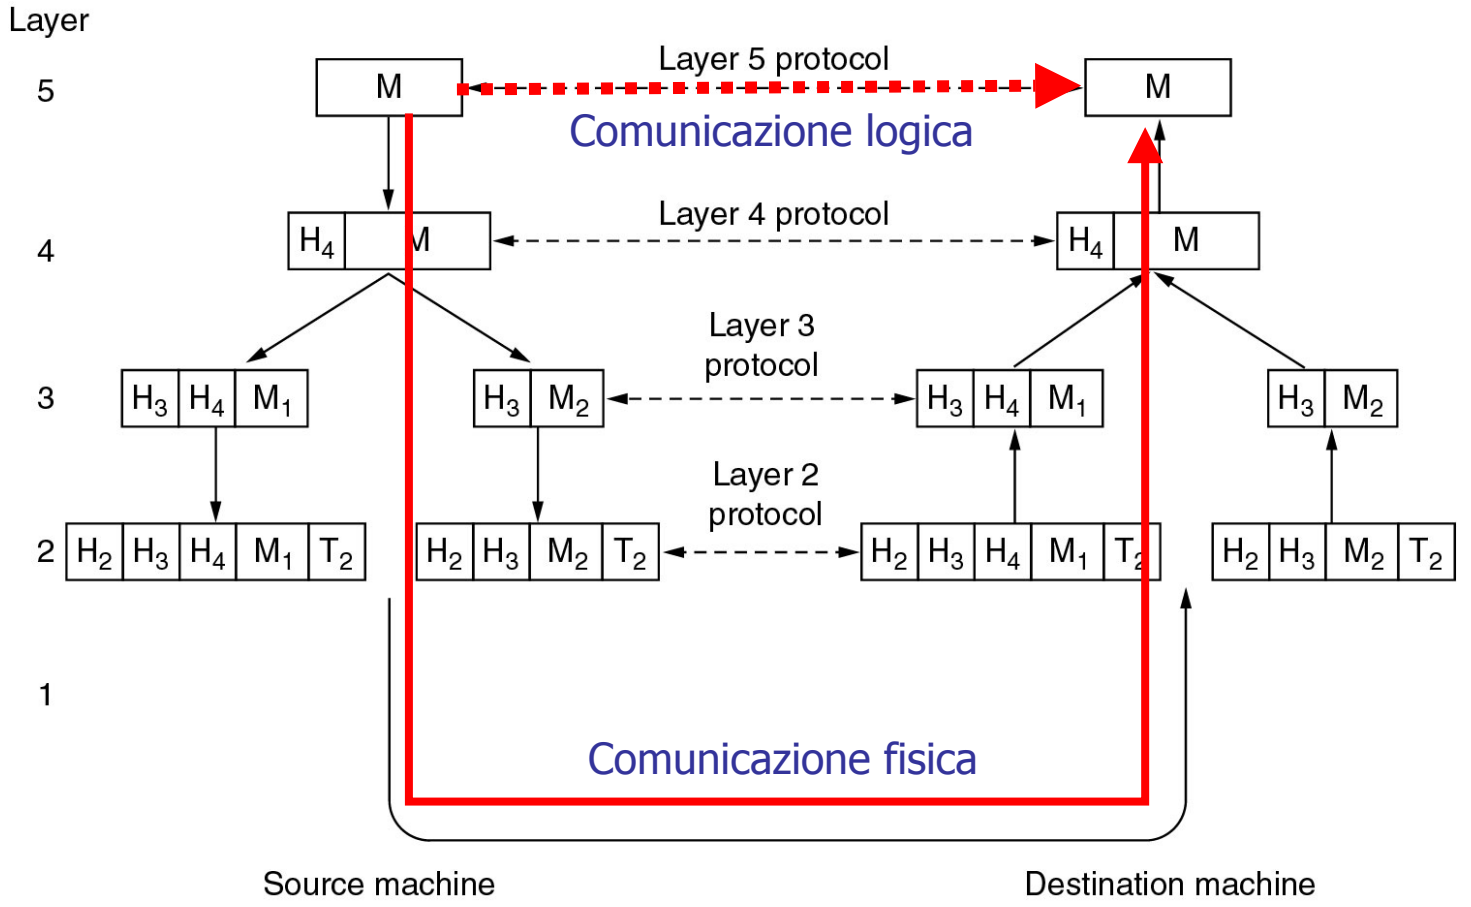 Layer
5 M Layer 5 protocol M
Comunicazione logica
4 H4 M Layer 4 protocol H4 M
Layer 3
protocol
3 H3 H4 M1 H3 M2 H3 H4 M1 H3 M2
Layer 2
protocol
2 H2 H3 H4 M1 T2 H2 H3 M2 T2 H2 H3 H4 M1 T2 H2 H3 M2 T2
1
Comunicazione fisica
Source machine Destination machine